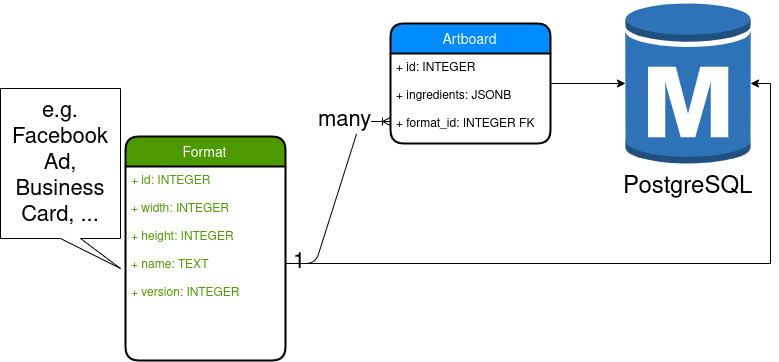 Artboard
+ id: INTEGER
+ ingredients: JSONB
+ format_id: INTEGER FK
M
PostgreSQL
many
e.g.
Facebook
Ad,
Business
Card, ...
Format
+ id: INTEGER
+ width: INTEGER
+ height: INTEGER
+ name: TEXT
+ version: INTEGER
1